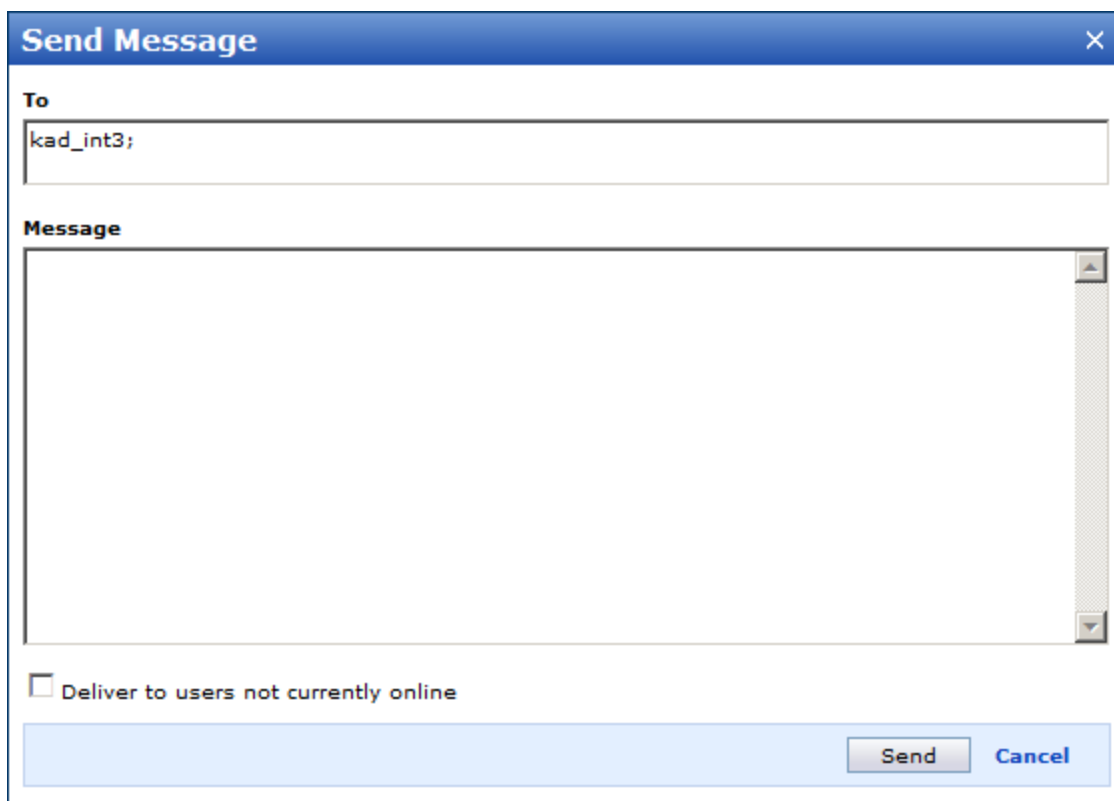 Send Message
To
kad_int3;
Message
Deliver to users not currently online
Send Cancel